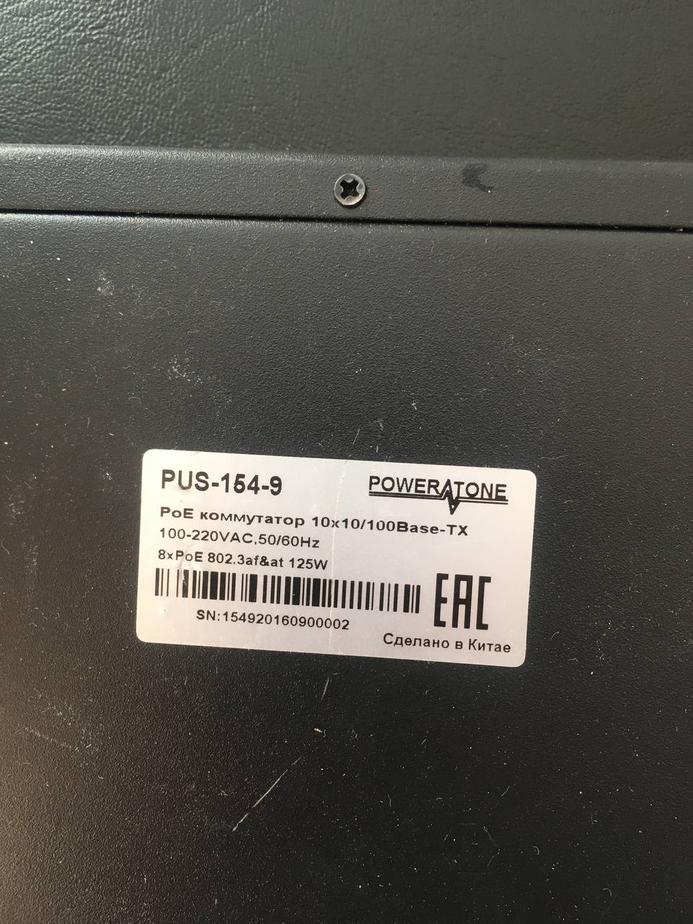 PUS-154-9
POWERATONE
PoE коммутатор 10x10/100Base-TX
100-220VAC,50/60Hz
8xPoE 802.3af&at 125W
EAC
SN:154920160900002
Сделано в Китае